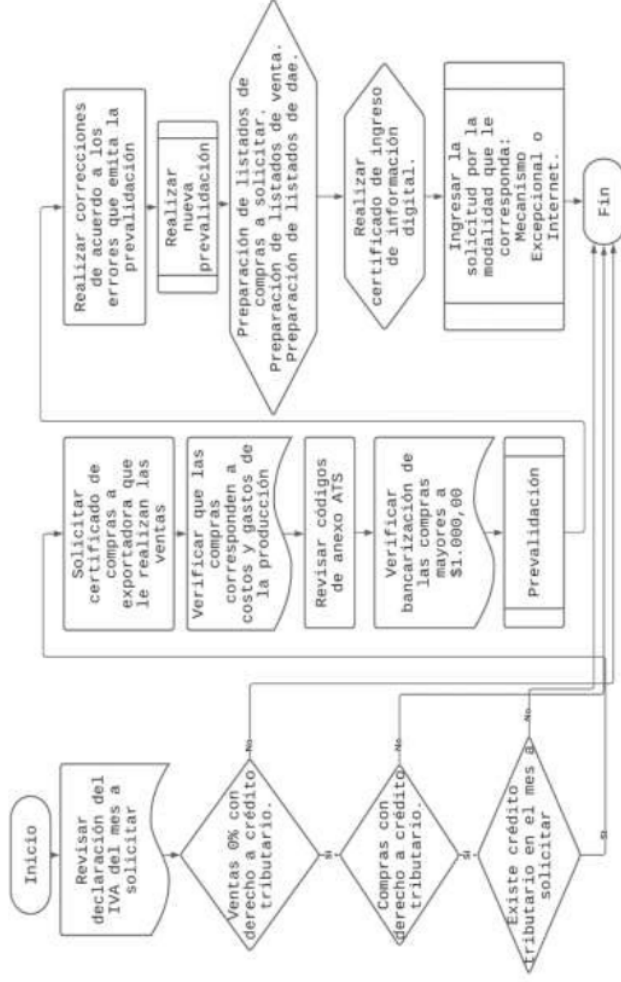 Inicio
Revisar
declaración del
IVA del mes a
solicitar
Ventas 0% con
derecho a crédito
tributario.
No
Si
Compras con
derecho a crédito
tributario.
No
Si
Existe crédito
tributario en el mes a
solicitar
No
Si
Solicitar
certificado de
compras a
exportadora que
le realizan las
ventas
Verificar que las
compras
corresponden a
costos y gastos de
la producción
Revisar códigos
de anexo ATS
Verificar
bancarización de
las compras
mayores a
$1.000,00
Prevalidación
Realizar correcciones
de acuerdo a los
errores que emita la
prevalidación
Realizar
nueva
prevalidación
Preparación de listados de
compras a solicitar.
Preparación de listados de venta.
Preparación de listados de dae.
Realizar
certificado de ingreso
de información
digital.
Ingresar la
solicitud por la
modalidad que le
corresponda:
Mecanismo
Excepcional o
Internet.
Fin